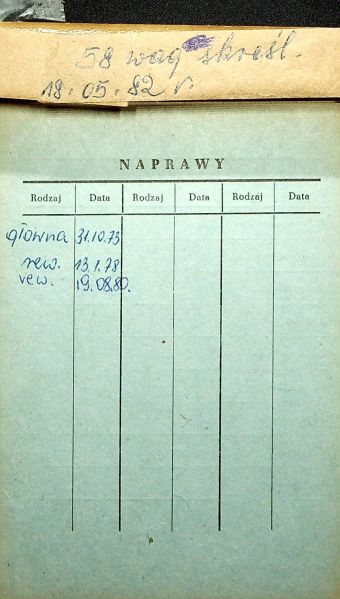 58 wag skreśl.
18.05.82 r
NAPRAWY
Rodzaj Data Rodzaj Data Rodzaj Data
główna 31.10.73
rew. 13.1.78
rew. 19.08.80.